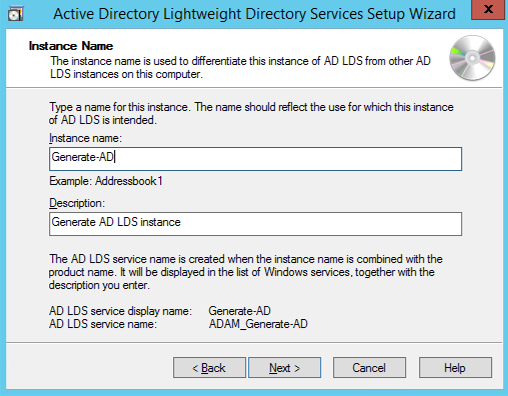 Active Directory Lightweight Directory Services Setup Wizard
x
Instance Name
The instance name is used to differentiate this instance of AD LDS from other AD
LDS instances on this computer.
Type a name for this instance. The name should reflect the use for which this instance
of AD LDS is intended.
Instance name:
Generate-AD
Example: Addressbook1
Description:
Generate AD LDS instance
The AD LDS service name is created when the instance name is combined with the
product name. It will be displayed in the list of Windows services, together with the
description you enter.
AD LDS service display name: Generate-AD
AD LDS service name: ADAM_Generate-AD
< Back Next > Cancel Help